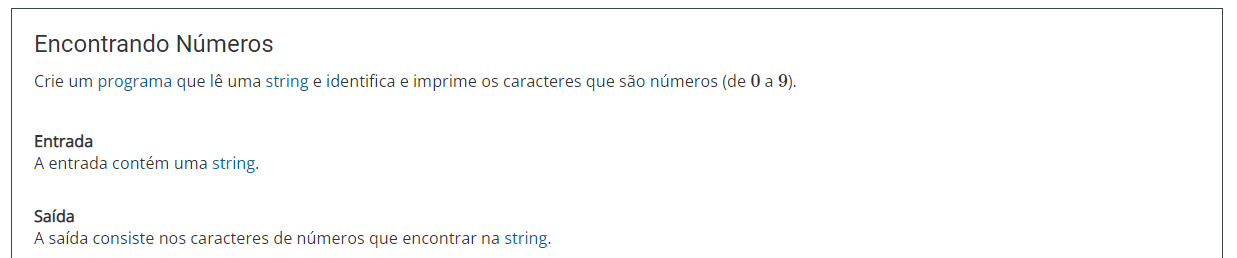 Encontrando Números
Crie um programa que lê uma string e identifica e imprime os caracteres que são números (de 0 a 9).
Entrada
A entrada contém uma string.
Saída
A saída consiste nos caracteres de números que encontrar na string.